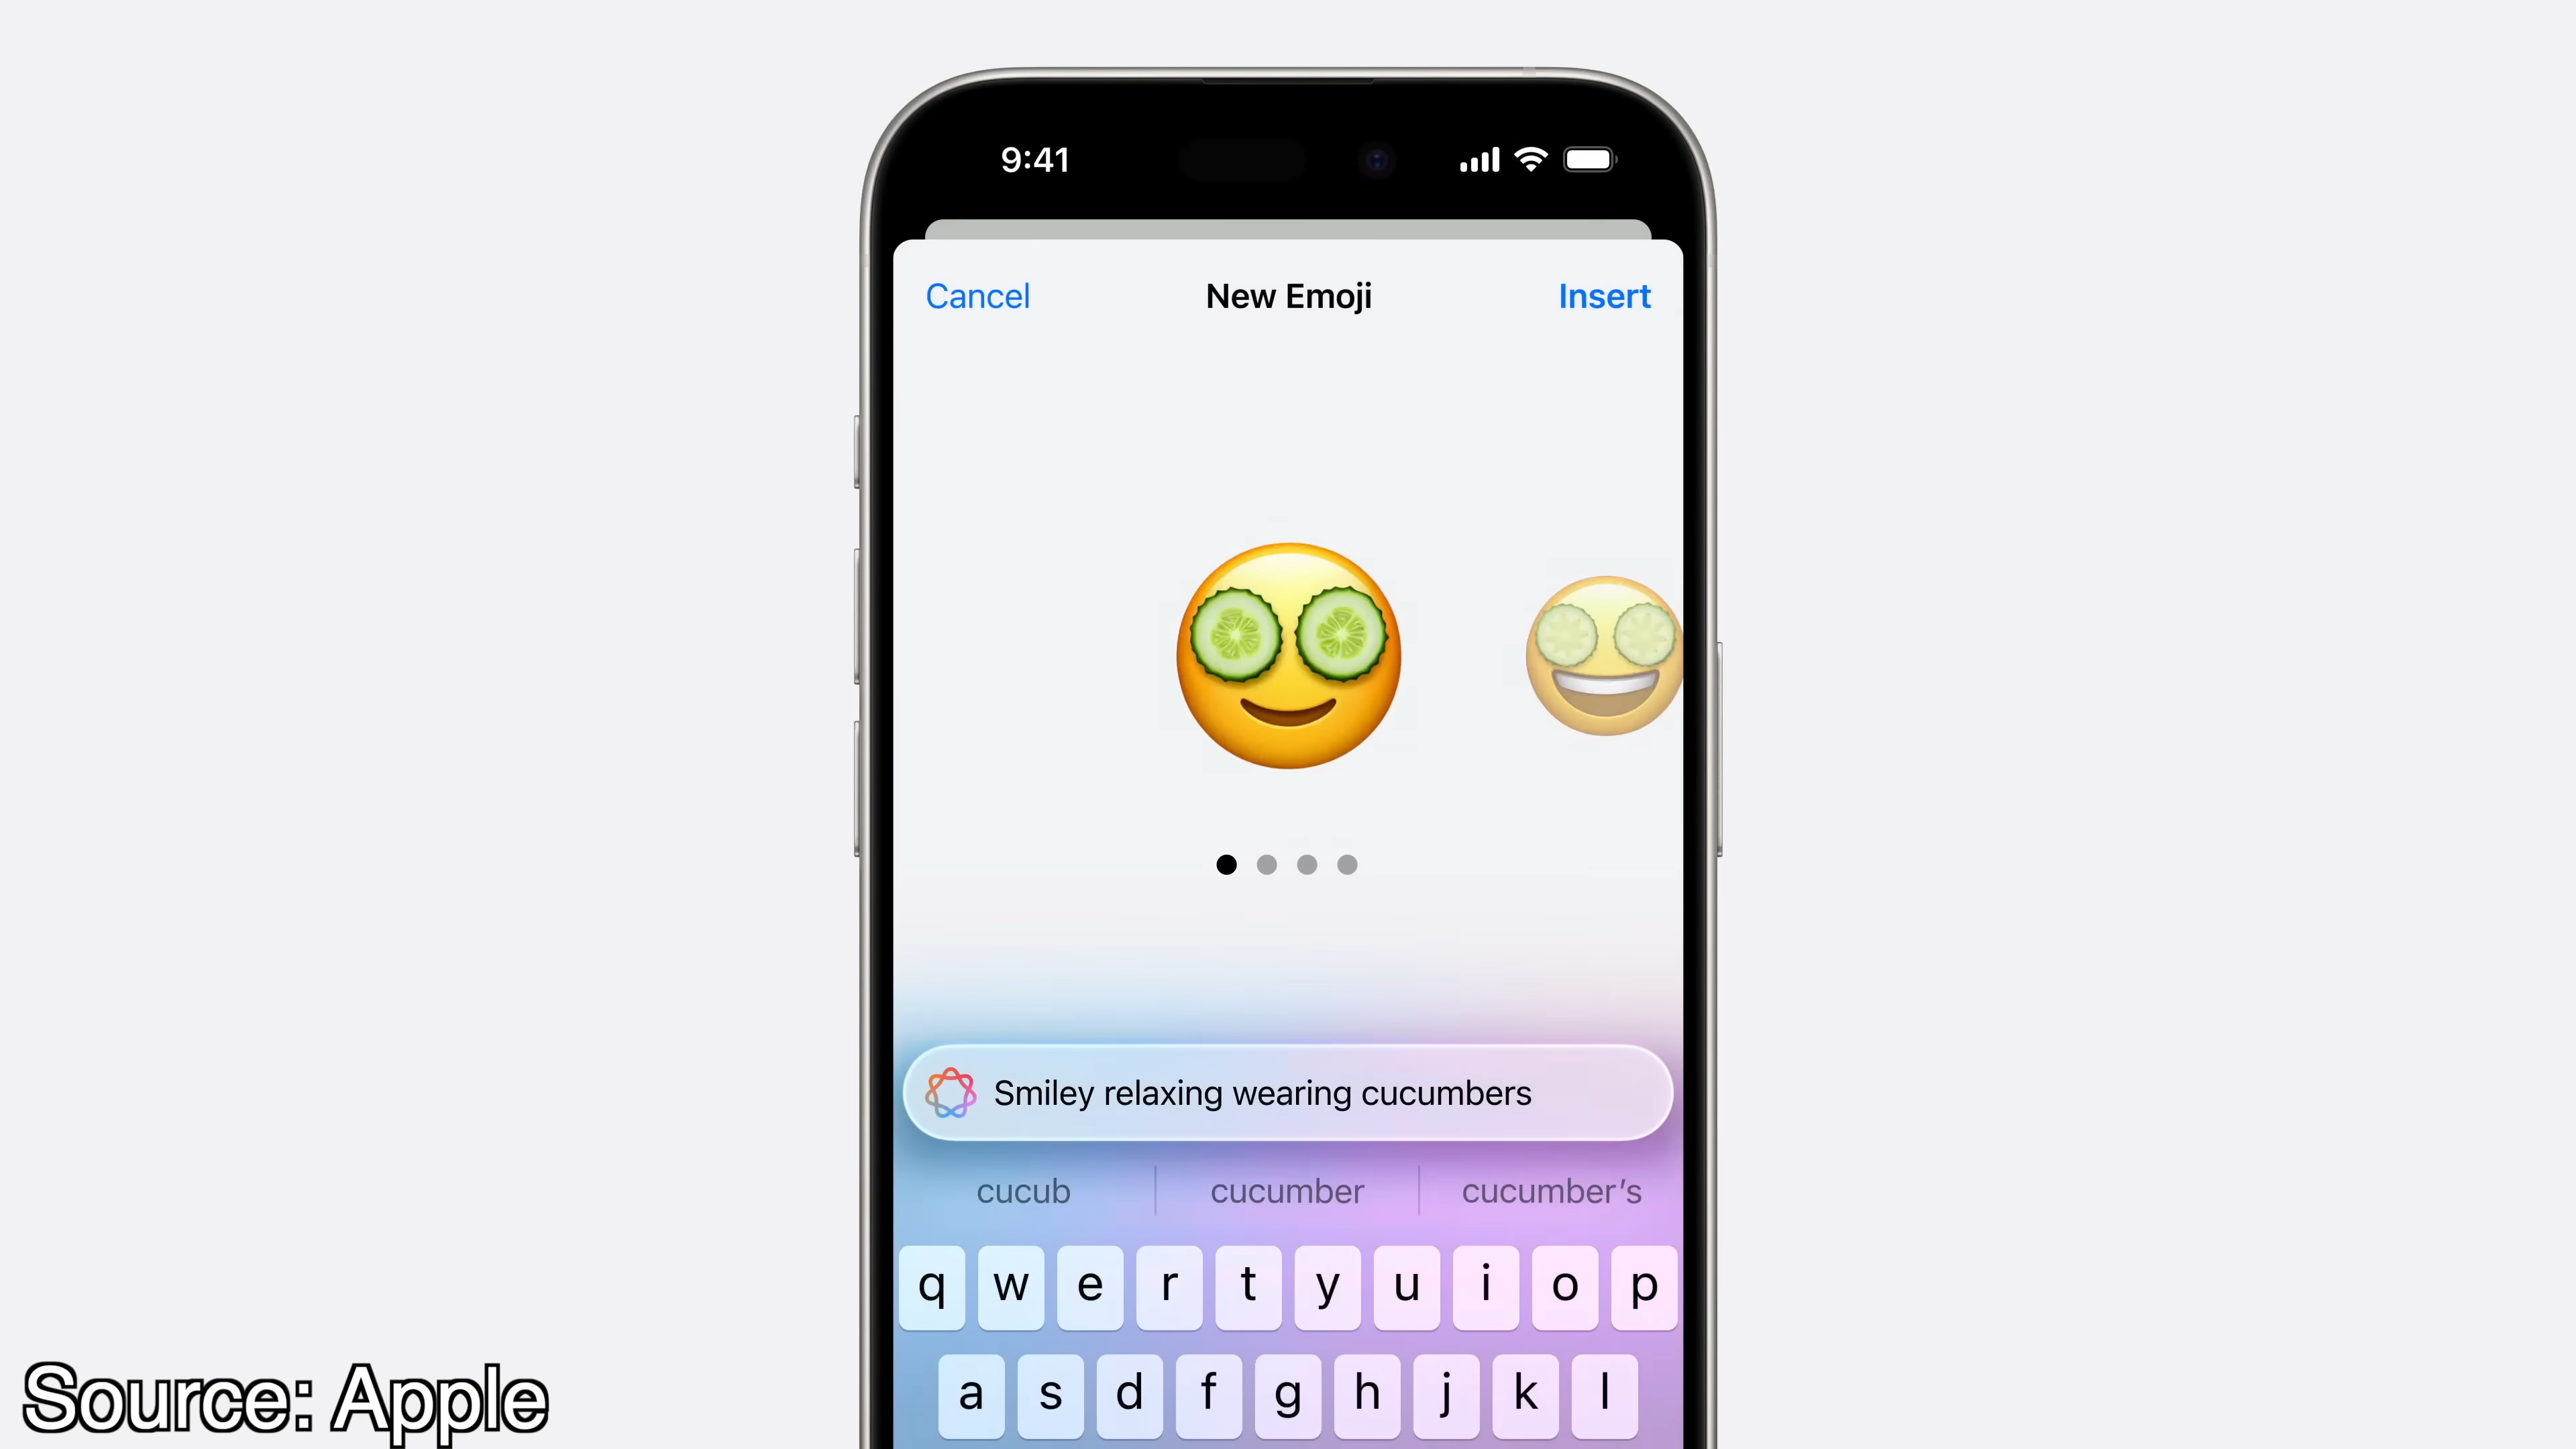 9:41
Cancel New Emoji Insert
Smiley relaxing wearing cucumbers
cucub cucumber cucumber’s
q w e r t y u i o p
a s d f g h j k l
Source: Apple